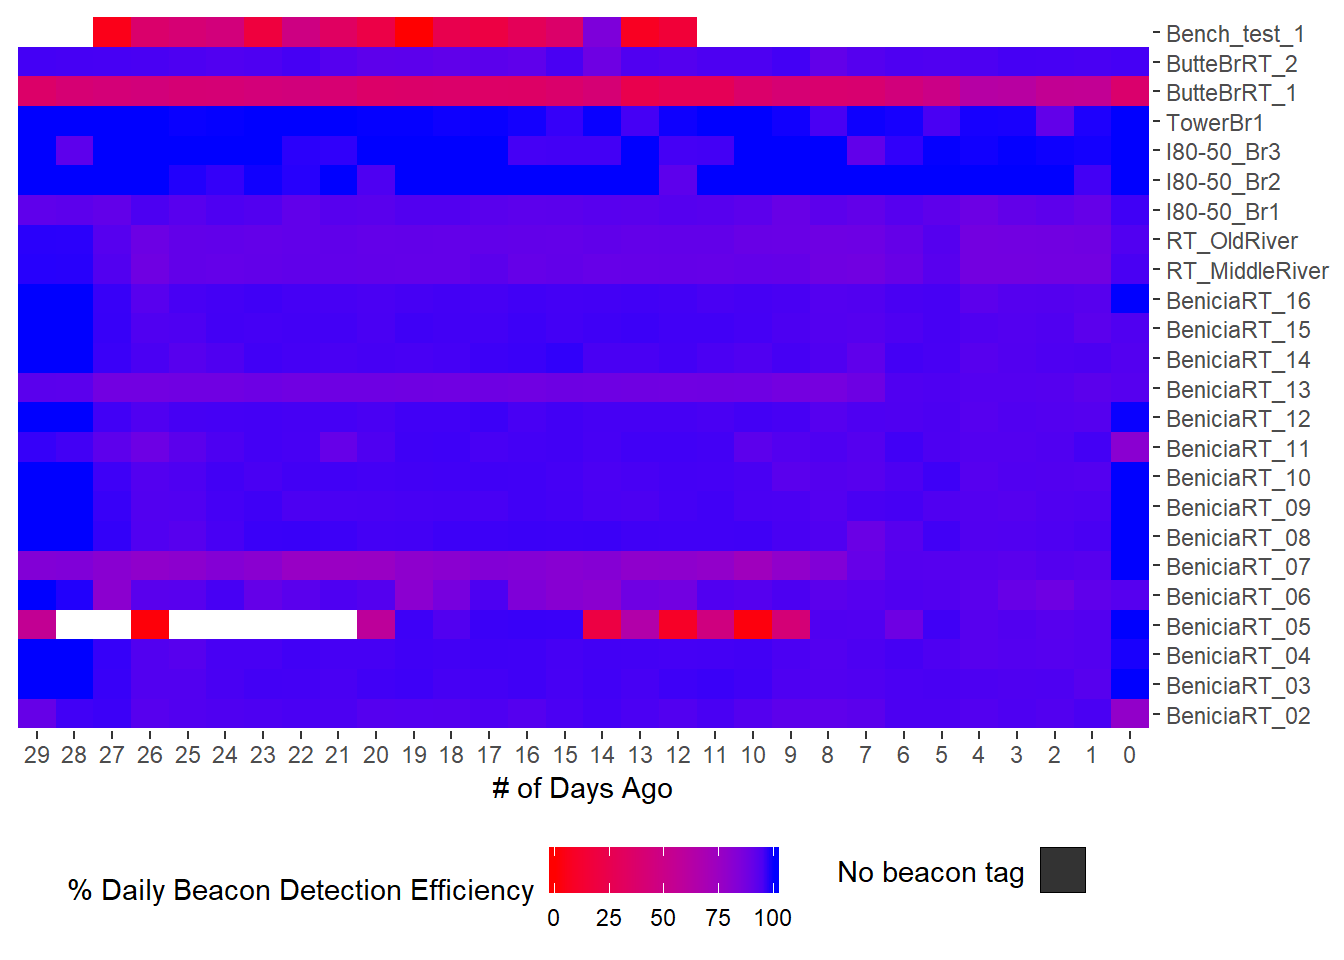 Bench_test_1
ButteBrRT_2
ButteBrRT_1
TowerBr1
I80-50_Br3
I80-50_Br2
I80-50_Br1
RT_OldRiver
RT_MiddleRiver
BeniciaRT_16
BeniciaRT_15
BeniciaRT_14
BeniciaRT_13
BeniciaRT_12
BeniciaRT_11
BeniciaRT_10
BeniciaRT_09
BeniciaRT_08
BeniciaRT_07
BeniciaRT_06
BeniciaRT_05
BeniciaRT_04
BeniciaRT_03
BeniciaRT_02
29 28 27 26 25 24 23 22 21 20 19 18 17 16 15 14 13 12 11 10 9 8 7 6 5 4 3 2 1 0
# of Days Ago
% Daily Beacon Detection Efficiency
0 25 50 75 100
No beacon tag